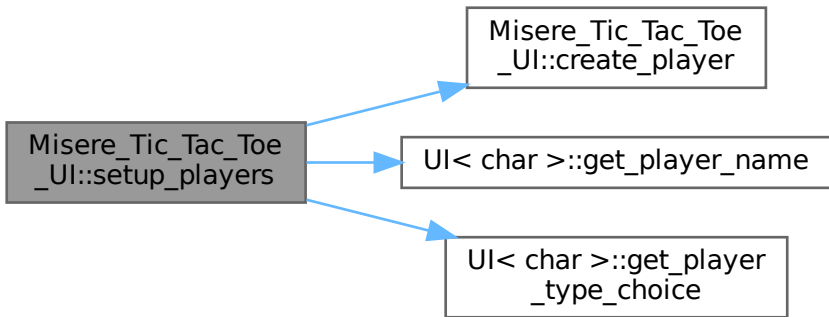 Misere_Tic_Tac_Toe
_UI::create_player
Misere_Tic_Tac_Toe
_UI::setup_players
UI< char >::get_player_name
UI< char >::get_player
_type_choice